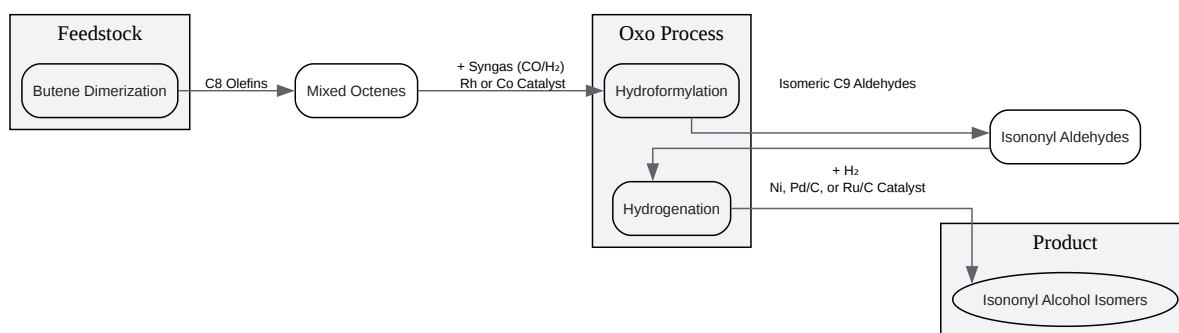 Feedstock
Butene Dimerization
C8 Olefins
Mixed Octenes
+ Syngas (CO/H₂)
Rh or Co Catalyst
Oxo Process
Hydroformylation
Isomeric C9 Aldehydes
Isononyl Aldehydes
Hydrogenation
+ H₂
Ni, Pd/C, or Ru/C Catalyst
Product
Isononyl Alcohol Isomers